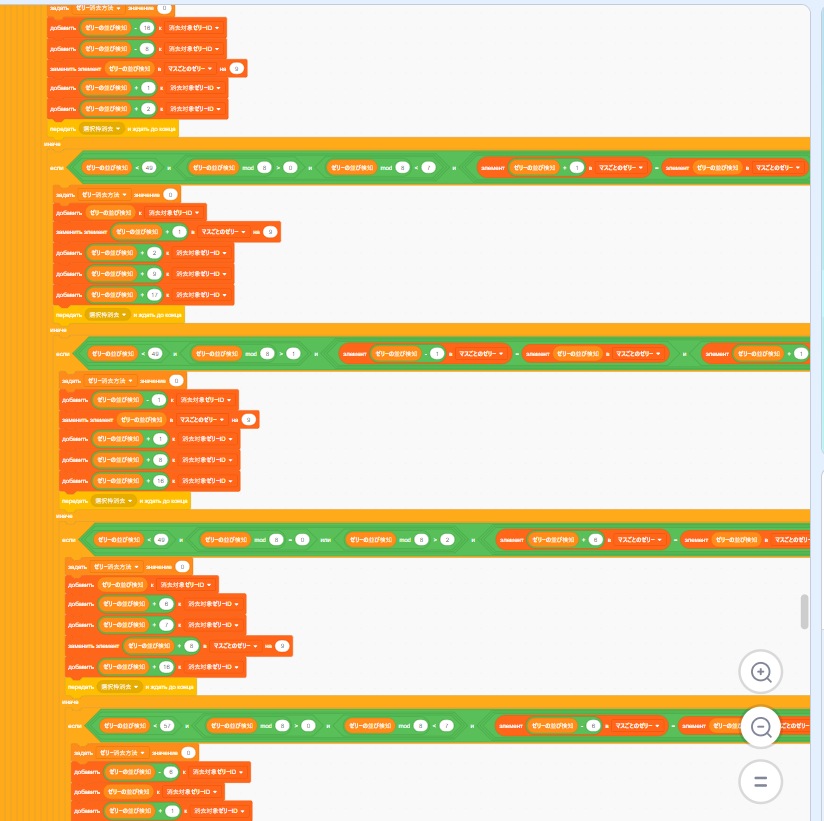 задать ゼリー消去方法 значение 0
добавить ゼリーの並び検知 - 16 к 消去対象ゼリーID
добавить ゼリーの並び検知 - 8 к 消去対象ゼリーID
заменить элемент ゼリーの並び検知 в マスごとのゼリー на 9
добавить ゼリーの並び検知 + 1 к 消去対象ゼリーID
добавить ゼリーの並び検知 + 2 к 消去対象ゼリーID
передать 選択枠消去 и ждать до конца
иначе
если ゼリーの並び検知 < 49 и ゼリーの並び検知 mod 8 > 0 и ゼリーの並び検知 mod 8 < 7 и элемент ゼリーの並び検知 + 1 в マスごとのゼリー = элемент ゼリーの並び検知 в マスごとのゼリー
задать ゼリー消去方法 значение 0
добавить ゼリーの並び検知 к 消去対象ゼリーID
заменить элемент ゼリーの並び検知 + 1 в マスごとのゼリー на 9
добавить ゼリーの並び検知 + 2 к 消去対象ゼリーID
добавить ゼリーの並び検知 + 9 к 消去対象ゼリーID
добавить ゼリーの並び検知 + 17 к 消去対象ゼリーID
передать 選択枠消去 и ждать до конца
иначе
если ゼリーの並び検知 < 49 и ゼリーの並び検知 mod 8 > 1 и элемент ゼリーの並び検知 - 1 в マスごとのゼリー = элемент ゼリーの並び検知 в マスごとのゼリー и элемент ゼリーの並び検知 + 1
задать ゼリー消去方法 значение 0
добавить ゼリーの並び検知 - 1 к 消去対象ゼリーID
заменить элемент ゼリーの並び検知 в マスごとのゼリー на 9
добавить ゼリーの並び検知 + 1 к 消去対象ゼリーID
добавить ゼリーの並び検知 + 8 к 消去対象ゼリーID
добавить ゼリーの並び検知 + 16 к 消去対象ゼリーID
передать 選択枠消去 и ждать до конца
иначе
если ゼリーの並び検知 < 49 и ゼリーの並び検知 mod 8 = 0 или ゼリーの並び検知 mod 8 > 2 и элемент ゼリーの並び検知 + 6 в マスごとのゼリー = элемент ゼリーの並び検知 в マスごとのゼリー
задать ゼリー消去方法 значение 0
добавить ゼリーの並び検知 к 消去対象ゼリーID
добавить ゼリーの並び検知 + 6 к 消去対象ゼリーID
добавить ゼリーの並び検知 + 7 к 消去対象ゼリーID
заменить элемент ゼリーの並び検知 + 8 в マスごとのゼリー на 9
добавить ゼリーの並び検知 + 16 к 消去対象ゼリーID
передать 選択枠消去 и ждать до конца
иначе
если ゼリーの並び検知 < 57 и ゼリーの並び検知 mod 8 > 0 и ゼリーの並び検知 mod 8 < 7 и элемент ゼリーの並び検知 - 6 в マスごとのゼリー = элемент
задать ゼリー消去方法 значение 0
добавить ゼリーの並び検知 - 8 к 消去対象ゼリーID
добавить ゼリーの並び検知 к 消去対象ゼリーID
добавить ゼリーの並び検知 + 1 к 消去対象ゼリーID